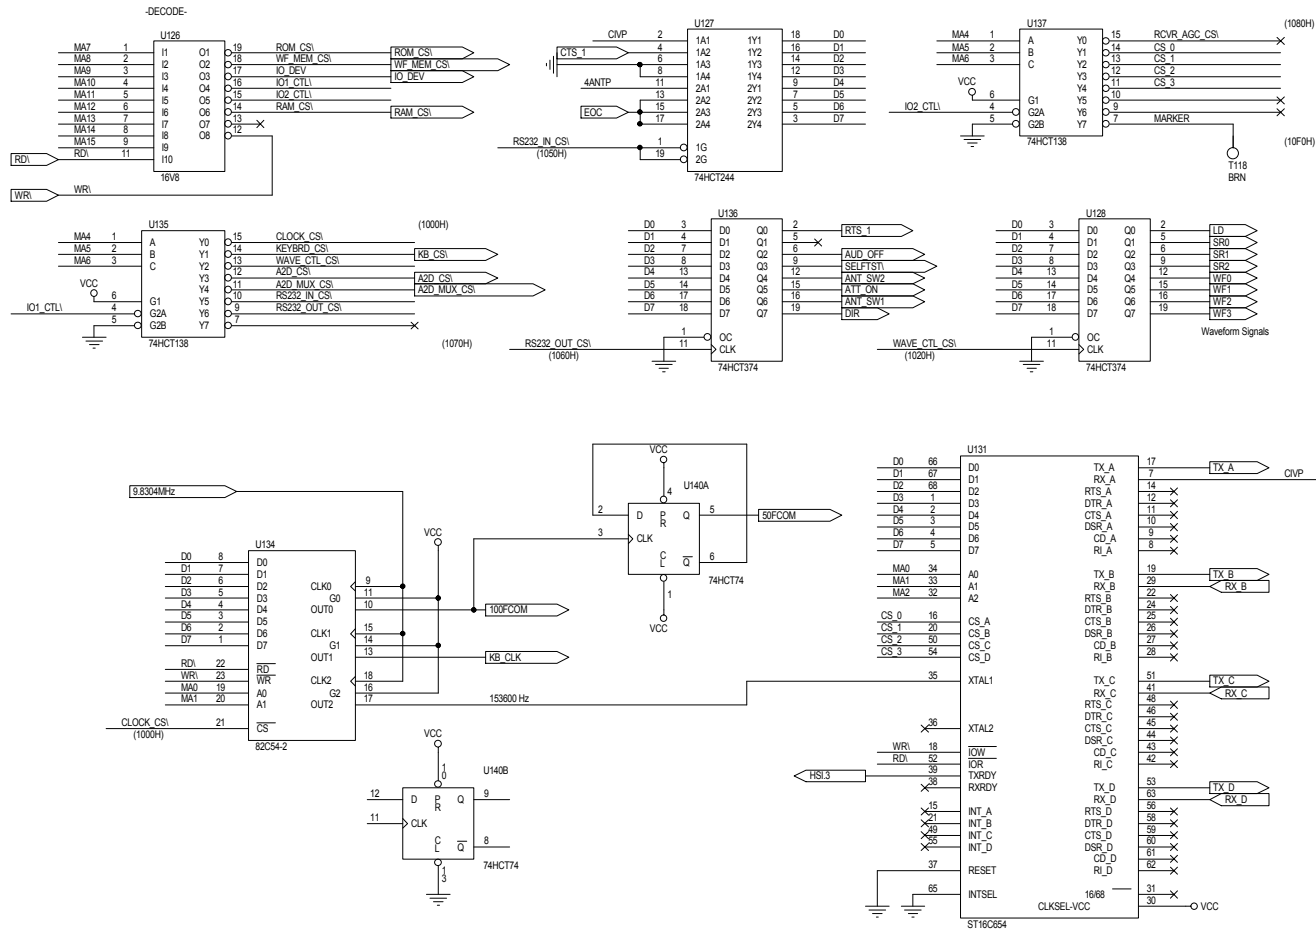 -DECODE-
U126
MA7 1 I1 O1 19 ROM_CS\ ROM_CS\
MA8 2 I2 O2 18 WF_MEM_CS\ WF_MEM_CS\
MA9 3 I3 O3 17 IO_DEV IO_DEV
MA10 4 I4 O4 16 IO1_CTL\
MA11 5 I5 O5 15 IO2_CTL\
MA12 6 I6 O6 14 RAM_CS\ RAM_CS\
MA13 7 I7 O7 13
MA14 8 I8 O8 12
MA15 9 I9
RD\ RD\ 11 I10
16V8
WR\ WR\
U127
CIVP 2 1A1 1Y1 18 D0
CTS_1 4 1A2 1Y2 16 D1
6 1A3 1Y3 14 D2
8 1A4 1Y4 12 D3
4ANTP 11 2A1 2Y1 9 D4
13 2A2 2Y2 7 D5
EOC 15 2A3 2Y3 5 D6
17 2A4 2Y4 3 D7
RS232_IN_CS\ 1 1G
(1050H) 19 2G
74HCT244
U137 (1080H)
MA4 1 A Y0 15 RCVR_AGC_CS\
MA5 2 B Y1 14 CS_0
MA6 3 C Y2 13 CS_1
Y3 12 CS_2
VCC Y4 11 CS_3
6 G1 Y5 10
IO2_CTL\ 4 G2A Y6 9
5 G2B Y7 7 MARKER
74HCT138 (10F0H)
T118
BRN
U135 (1000H)
MA4 1 A Y0 15 CLOCK_CS\
MA5 2 B Y1 14 KEYBRD_CS\ KB_CS\
MA6 3 C Y2 13 WAVE_CTL_CS\
Y3 12 A2D_CS\ A2D_CS\
VCC Y4 11 A2D_MUX_CS\ A2D_MUX_CS\
6 G1 Y5 10 RS232_IN_CS\
IO1_CTL\ 4 G2A Y6 9 RS232_OUT_CS\
5 G2B Y7 7
74HCT138 (1070H)
U136
D0 3 D0 Q0 2 RTS_1
D1 4 D1 Q1 5
D2 7 D2 Q2 6 AUD_OFF
D3 8 D3 Q3 9 SELFTST\
D4 13 D4 Q4 12 ANT_SW2
D5 14 D5 Q5 15 ATT_ON
D6 17 D6 Q6 16 ANT_SW1
D7 18 D7 Q7 19 DIR
1 OC
RS232_OUT_CS\ 11 CLK
(1060H)
74HCT374
U128
D0 3 D0 Q0 2 LD
D1 4 D1 Q1 5 SR0
D2 7 D2 Q2 6 SR1
D3 8 D3 Q3 9 SR2
D4 13 D4 Q4 12 WF0
D5 14 D5 Q5 15 WF1
D6 17 D6 Q6 16 WF2
D7 18 D7 Q7 19 WF3
Waveform Signals
1 OC
WAVE_CTL_CS\ 11 CLK
(1020H)
74HCT374
9.8304MHz
U134 VCC
D0 8 D0
D1 7 D1
D2 6 D2 CLK0 9
D3 5 D3 G0 11
D4 4 D4 OUT0 10 100FCOM
D5 3 D5
D6 2 D6 CLK1 15
D7 1 D7 G1 14
OUT1 13 KB_CLK
RD\ 22 RD
WR\ 23 WR CLK2 18
MA0 19 A0 G2 16
MA1 20 A1 OUT2 17 153600 Hz
CLOCK_CS\ 21 CS
(1000H)
82C54-2
VCC
U140A
4
2 D PR Q 5 50FCOM
3 CLK
CL Q 6
74HCT74
1
VCC
VCC
10 U140B
12 D PR Q 9
11 CLK
CL Q 8
74HCT74
13
U131
D0 66 D0 TX_A 17 TX_A
D1 67 D1 RX_A 7 CIVP
D2 68 D2 RTS_A 14
D3 1 D3 DTR_A 12
D4 2 D4 CTS_A 11
D5 3 D5 DSR_A 10
D6 4 D6 CD_A 9
D7 5 D7 RI_A 8
MA0 34 A0 TX_B 19 TX_B
MA1 33 A1 RX_B 29 RX_B
MA2 32 A2 RTS_B 22
DTR_B 24
CS_0 16 CS_A CTS_B 25
CS_1 20 CS_B DSR_B 26
CS_2 50 CS_C CD_B 27
CS_3 54 CS_D RI_B 28
35 XTAL1 TX_C 51 TX_C
RX_C 41 RX_C
RTS_C 48
DTR_C 46
36 XTAL2 CTS_C 45
DSR_C 44
WR\ 18 IOW CD_C 43
RD\ 52 IOR RI_C 42
HSI.3 39 TXRDY
38 RXRDY TX_D 53 TX_D
RX_D 63 RX_D
15 INT_A RTS_D 56
21 INT_B DTR_D 58
49 INT_C CTS_D 59
55 INT_D DSR_D 60
CD_D 61
37 RESET RI_D 62
65 INTSEL 16/68 31
CLKSEL-VCC 30 VCC
ST16C654